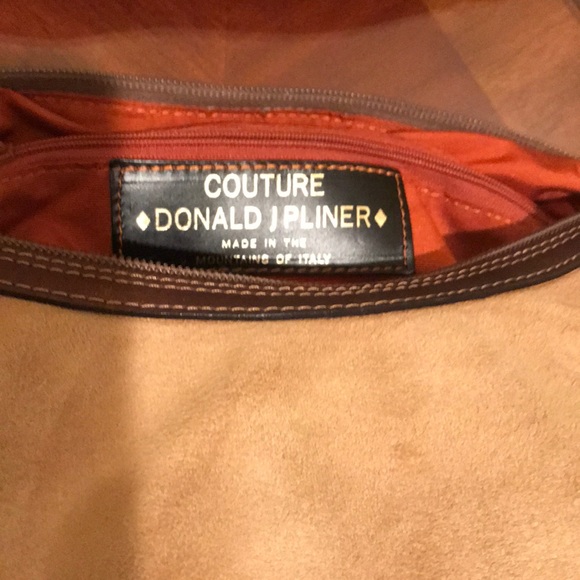 COUTURE
♦DONALD J PLINER♦
MADE IN THE
MOUNTAINS OF ITALY